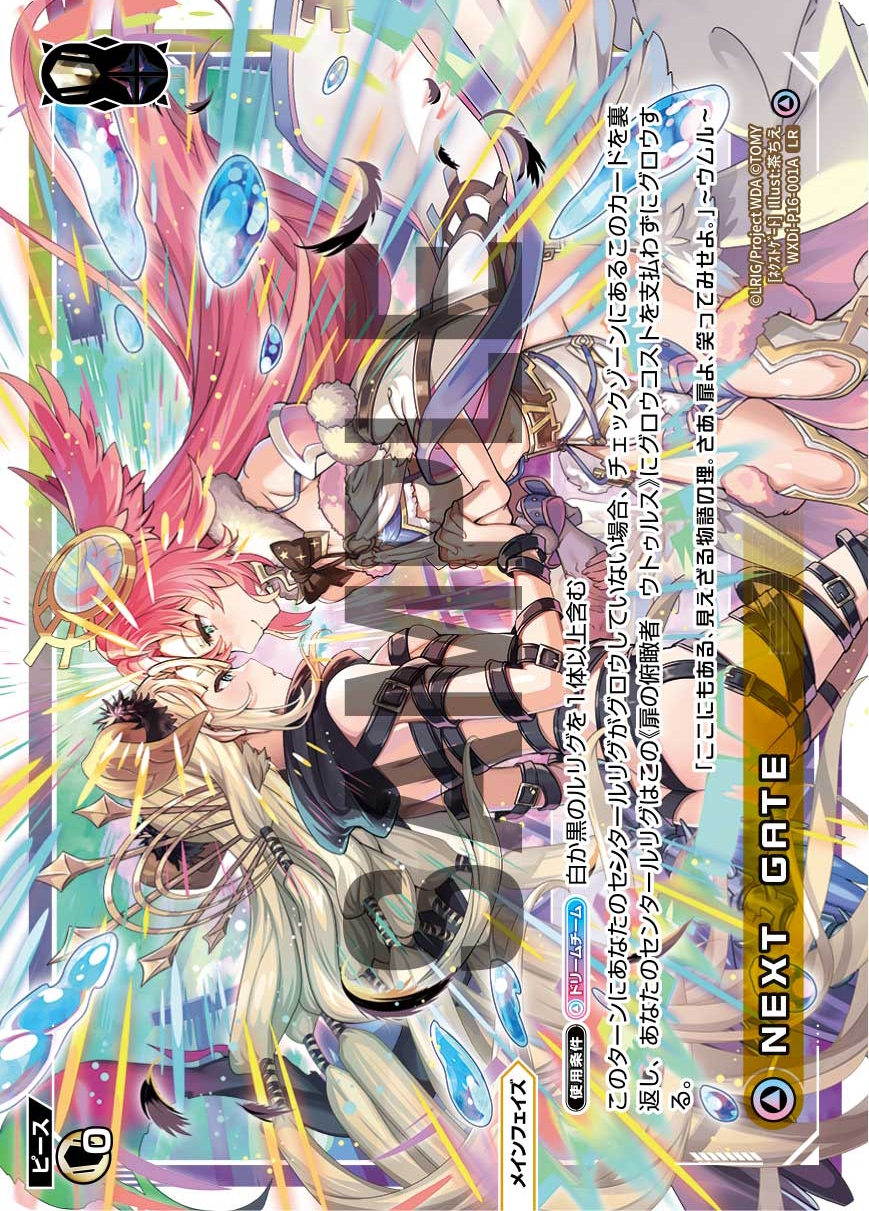 ピース
0
SAMPLE
メインフェイズ
使用条件 ドリームチーム 白か黒のルリグを1体以上含む
このターンにあなたのセンタールリグがグロウしていない場合、チェックゾーンにあるこのカードを裏
返し、あなたのセンタールリグはこの《扉の俯瞰者 ウトゥルス》にグロウコストを支払わずにグロウす
る。
「ここにもある、見えざる物語の理。さあ、扉よ、笑ってみせよ。」～ウムル～
NEXT GATE
©LRIG/Project WDA ©TOMY
[ネクストゲート] Illust:茶ちえ
WXDi-P16-001A LR